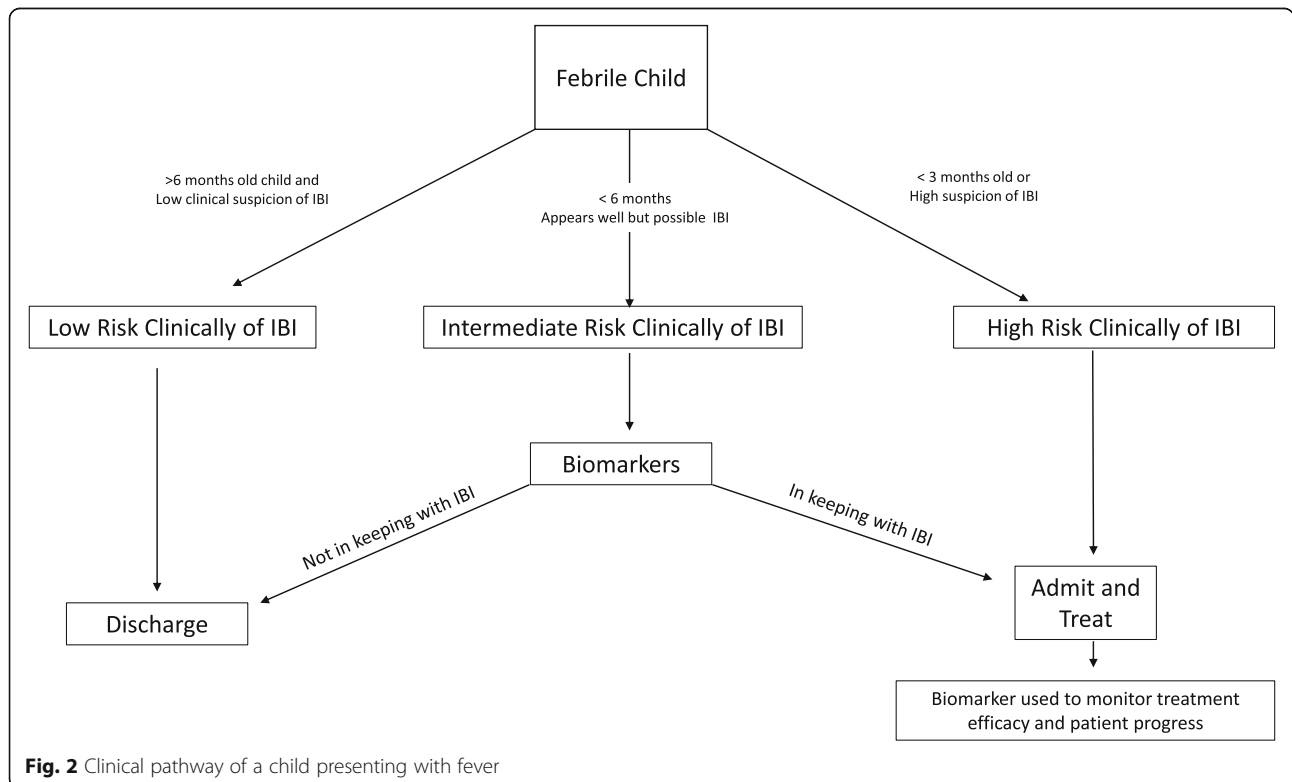 Febrile Child
>6 months old child and
Low clinical suspicion of IBI
< 6 months
Appears well but possible IBI
< 3 months old or
High suspicion of IBI
Low Risk Clinically of IBI
Intermediate Risk Clinically of IBI
High Risk Clinically of IBI
Biomarkers
Not in keeping with IBI
In keeping with IBI
Discharge
Admit and
Treat
Biomarker used to monitor treatment
efficacy and patient progress
Fig. 2 Clinical pathway of a child presenting with fever